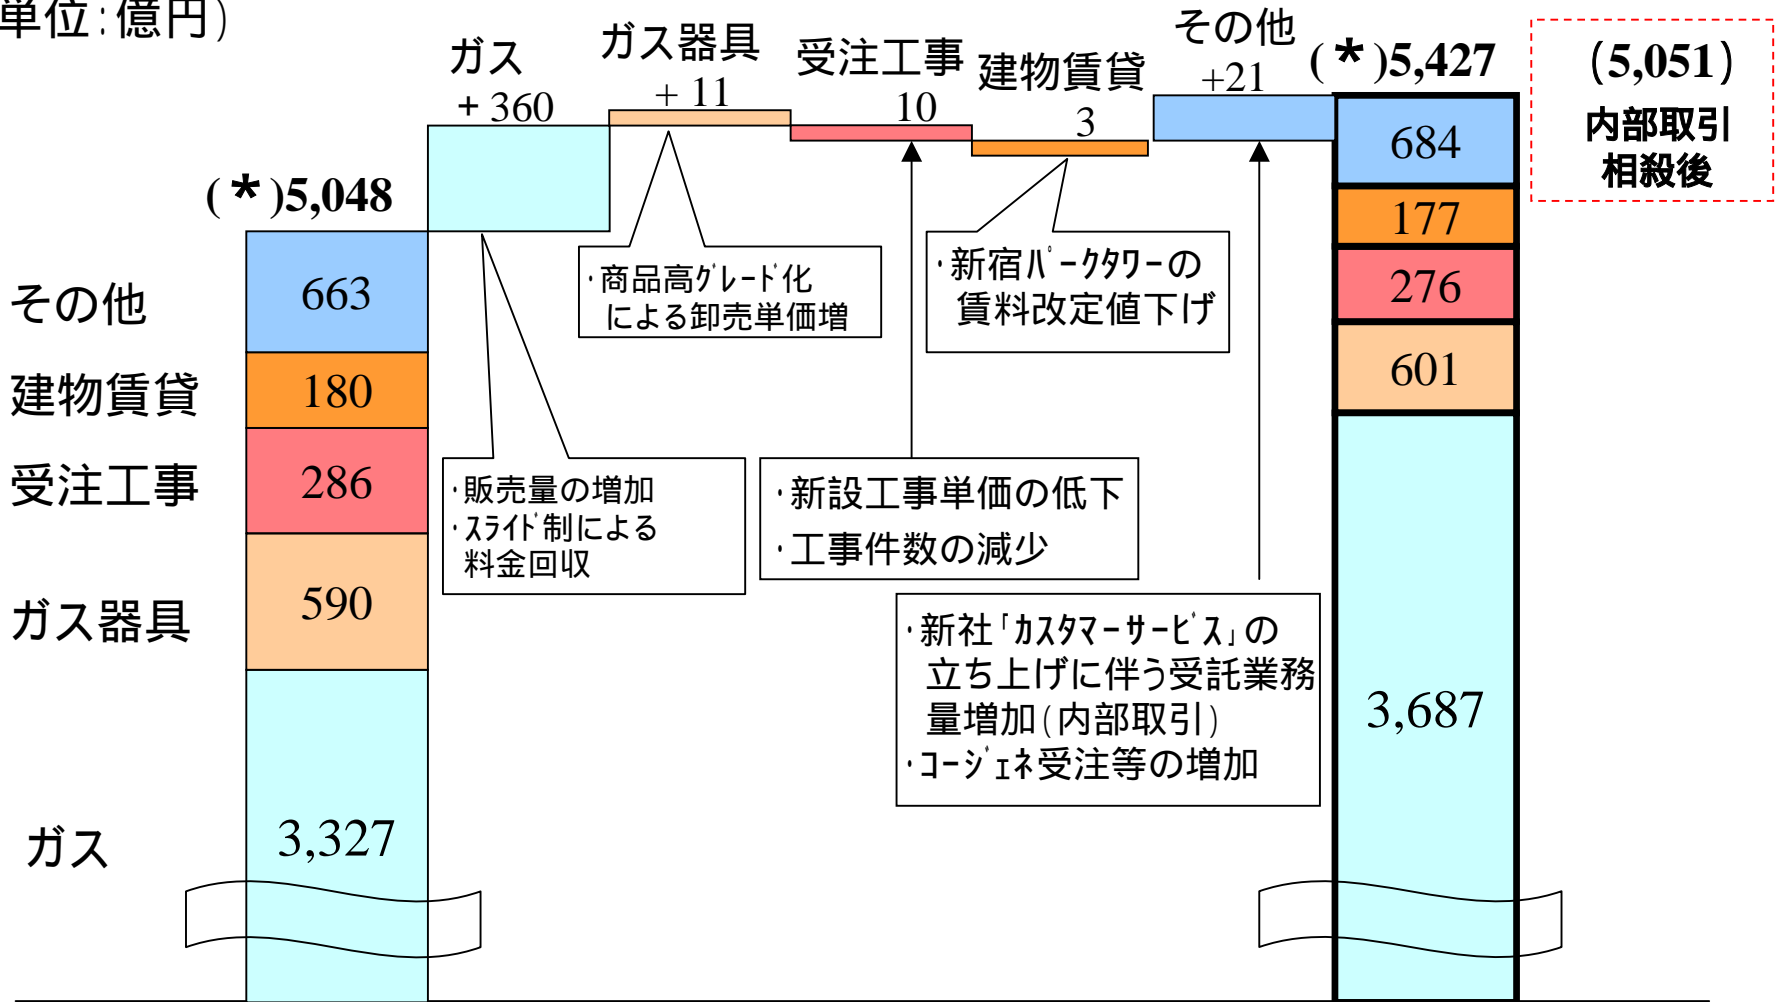 単位:億円)
ガス
+ 360
ガス器具
+ 11
受注工事
10
建物賃貸
3
その他
+21
(*)5,427
(5,051)
内部取引
相殺後
(*)5,048
その他
663
建物賃貸
180
受注工事
286
ガス器具
590
ガス
3,327
・販売量の増加
・ｽﾗｲﾄﾞ制による
料金回収
・商品高ｸﾞﾚｰﾄﾞ化
による卸売単価増
・新設工事単価の低下
・工事件数の減少
・新宿ﾊﾟｰｸﾀﾜｰの
賃料改定値下げ
・新社｢ｶｽﾀﾏｰｻｰﾋﾞｽ｣の
立ち上げに伴う受託業務
量増加(内部取引)
・ｺｰｼﾞｪﾈ受注等の増加
684
177
276
601
3,687